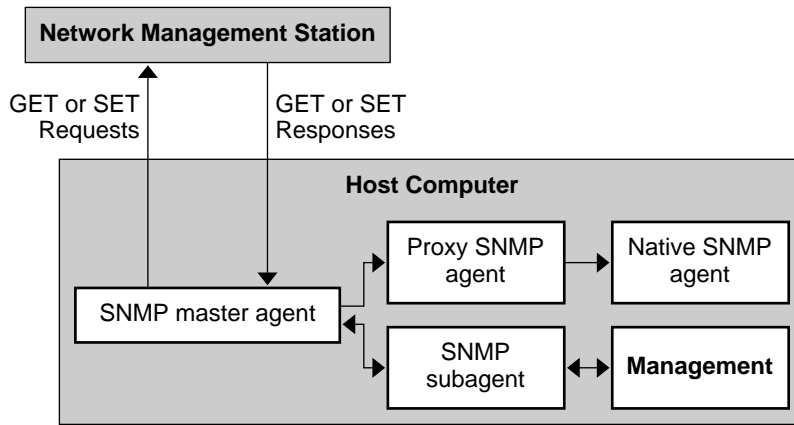 Network Management Station
GET or SET
Requests
GET or SET
Responses
Host Computer
Proxy SNMP
agent
Native SNMP
agent
SNMP master agent
SNMP
subagent
Management